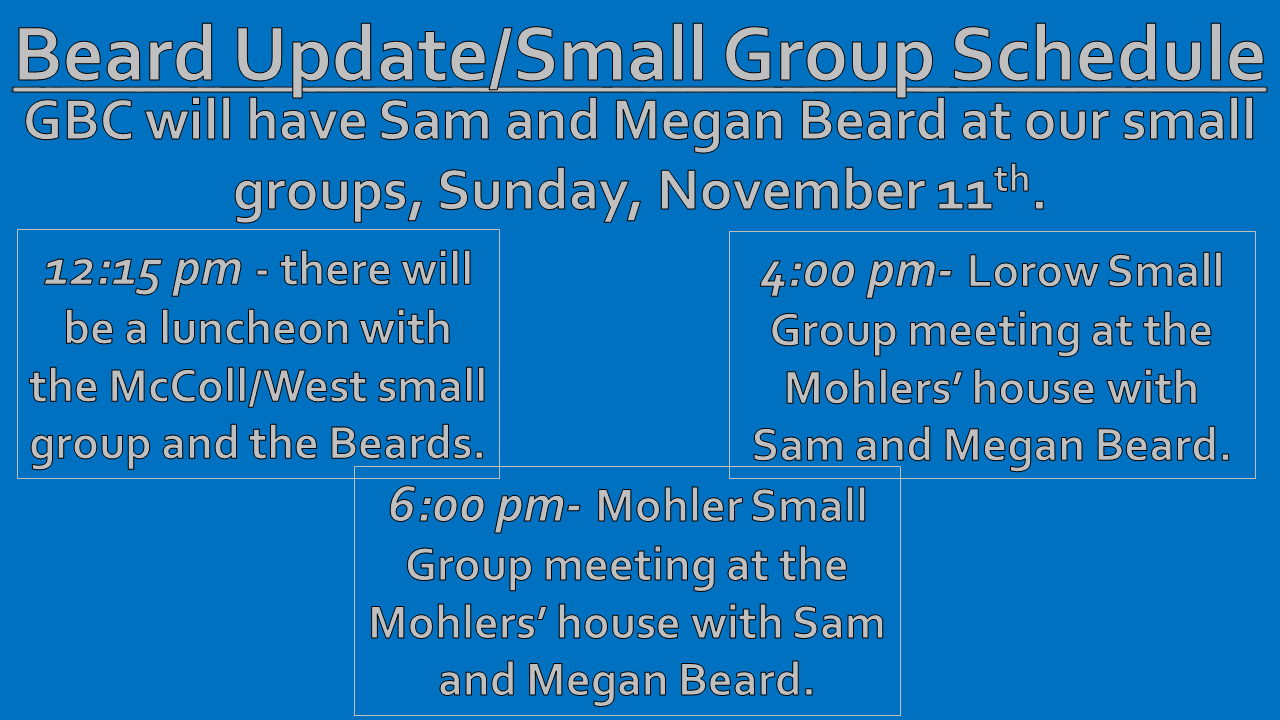 Beard Update/Small Group Schedule
GBC will have Sam and Megan Beard at our small
groups, Sunday, November 11th.
12:15 pm - there will
be a luncheon with
the McColl/West small
group and the Beards.
4:00 pm- Lorow Small
Group meeting at the
Mohlers’ house with
Sam and Megan Beard.
6:00 pm- Mohler Small
Group meeting at the
Mohlers’ house with Sam
and Megan Beard.